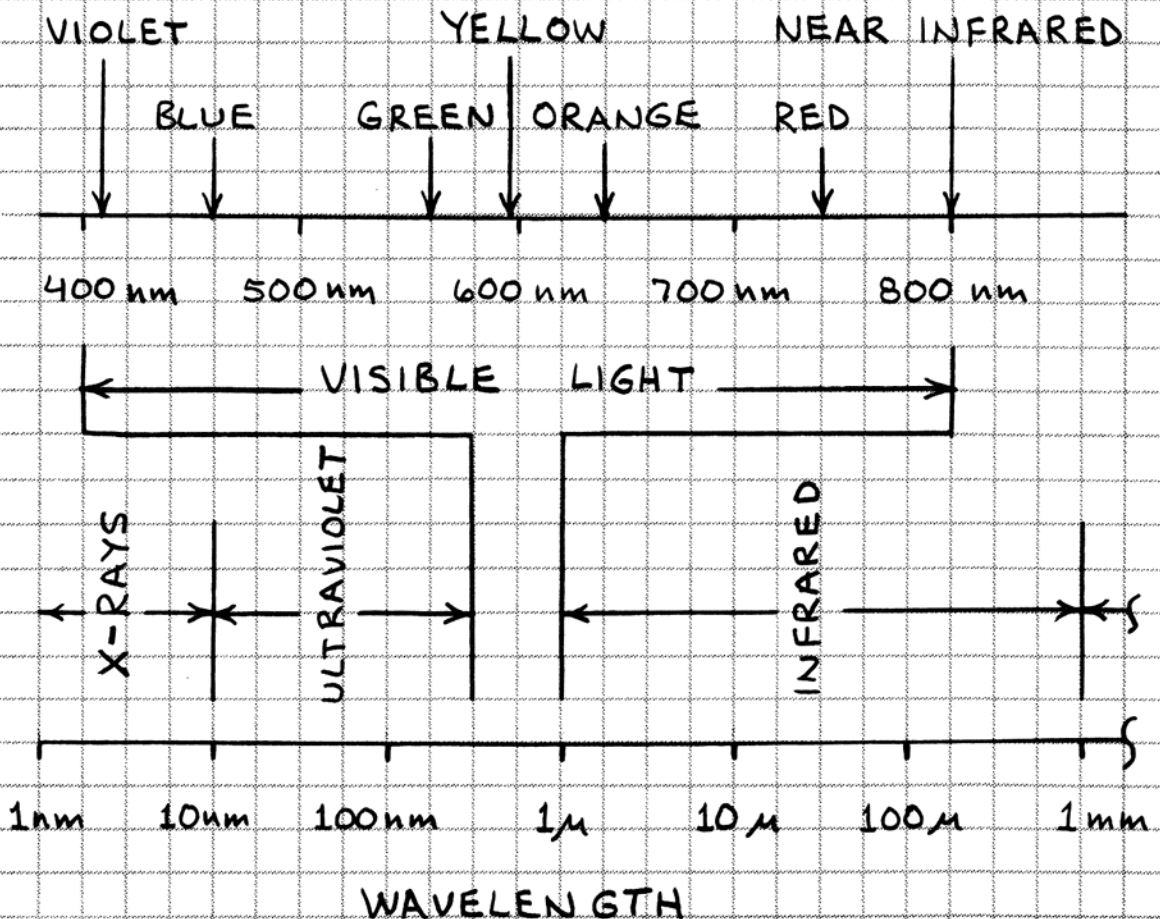 VIOLET YELLOW NEAR INFRARED
BLUE GREEN ORANGE RED
400 nm 500 nm 600 nm 700 nm 800 nm
VISIBLE LIGHT
X-RAYS
ULTRAVIOLET
INFRARED
1nm 10nm 100nm 1μ 10μ 100μ 1mm
WAVELENGTH